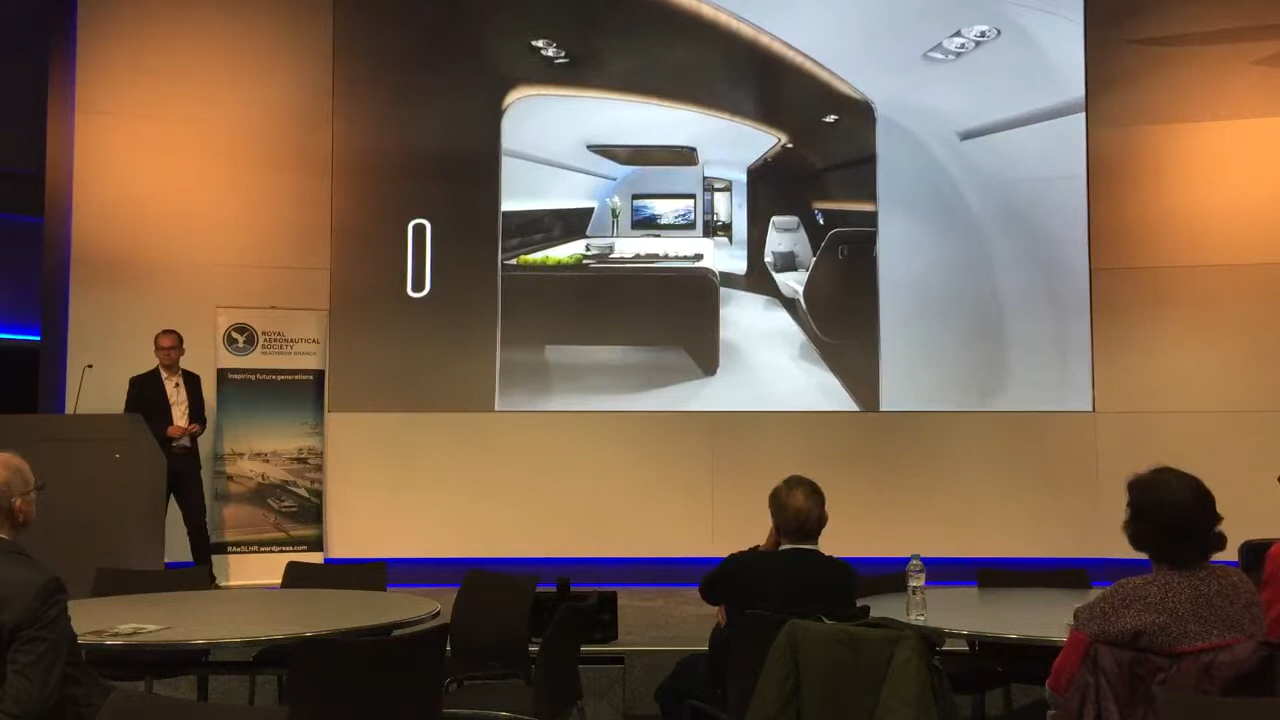 ROYAL
AERONAUTICAL
SOCIETY
HEATHROW BRANCH
Inspiring future generations
RAeSLHR.wordpress.com